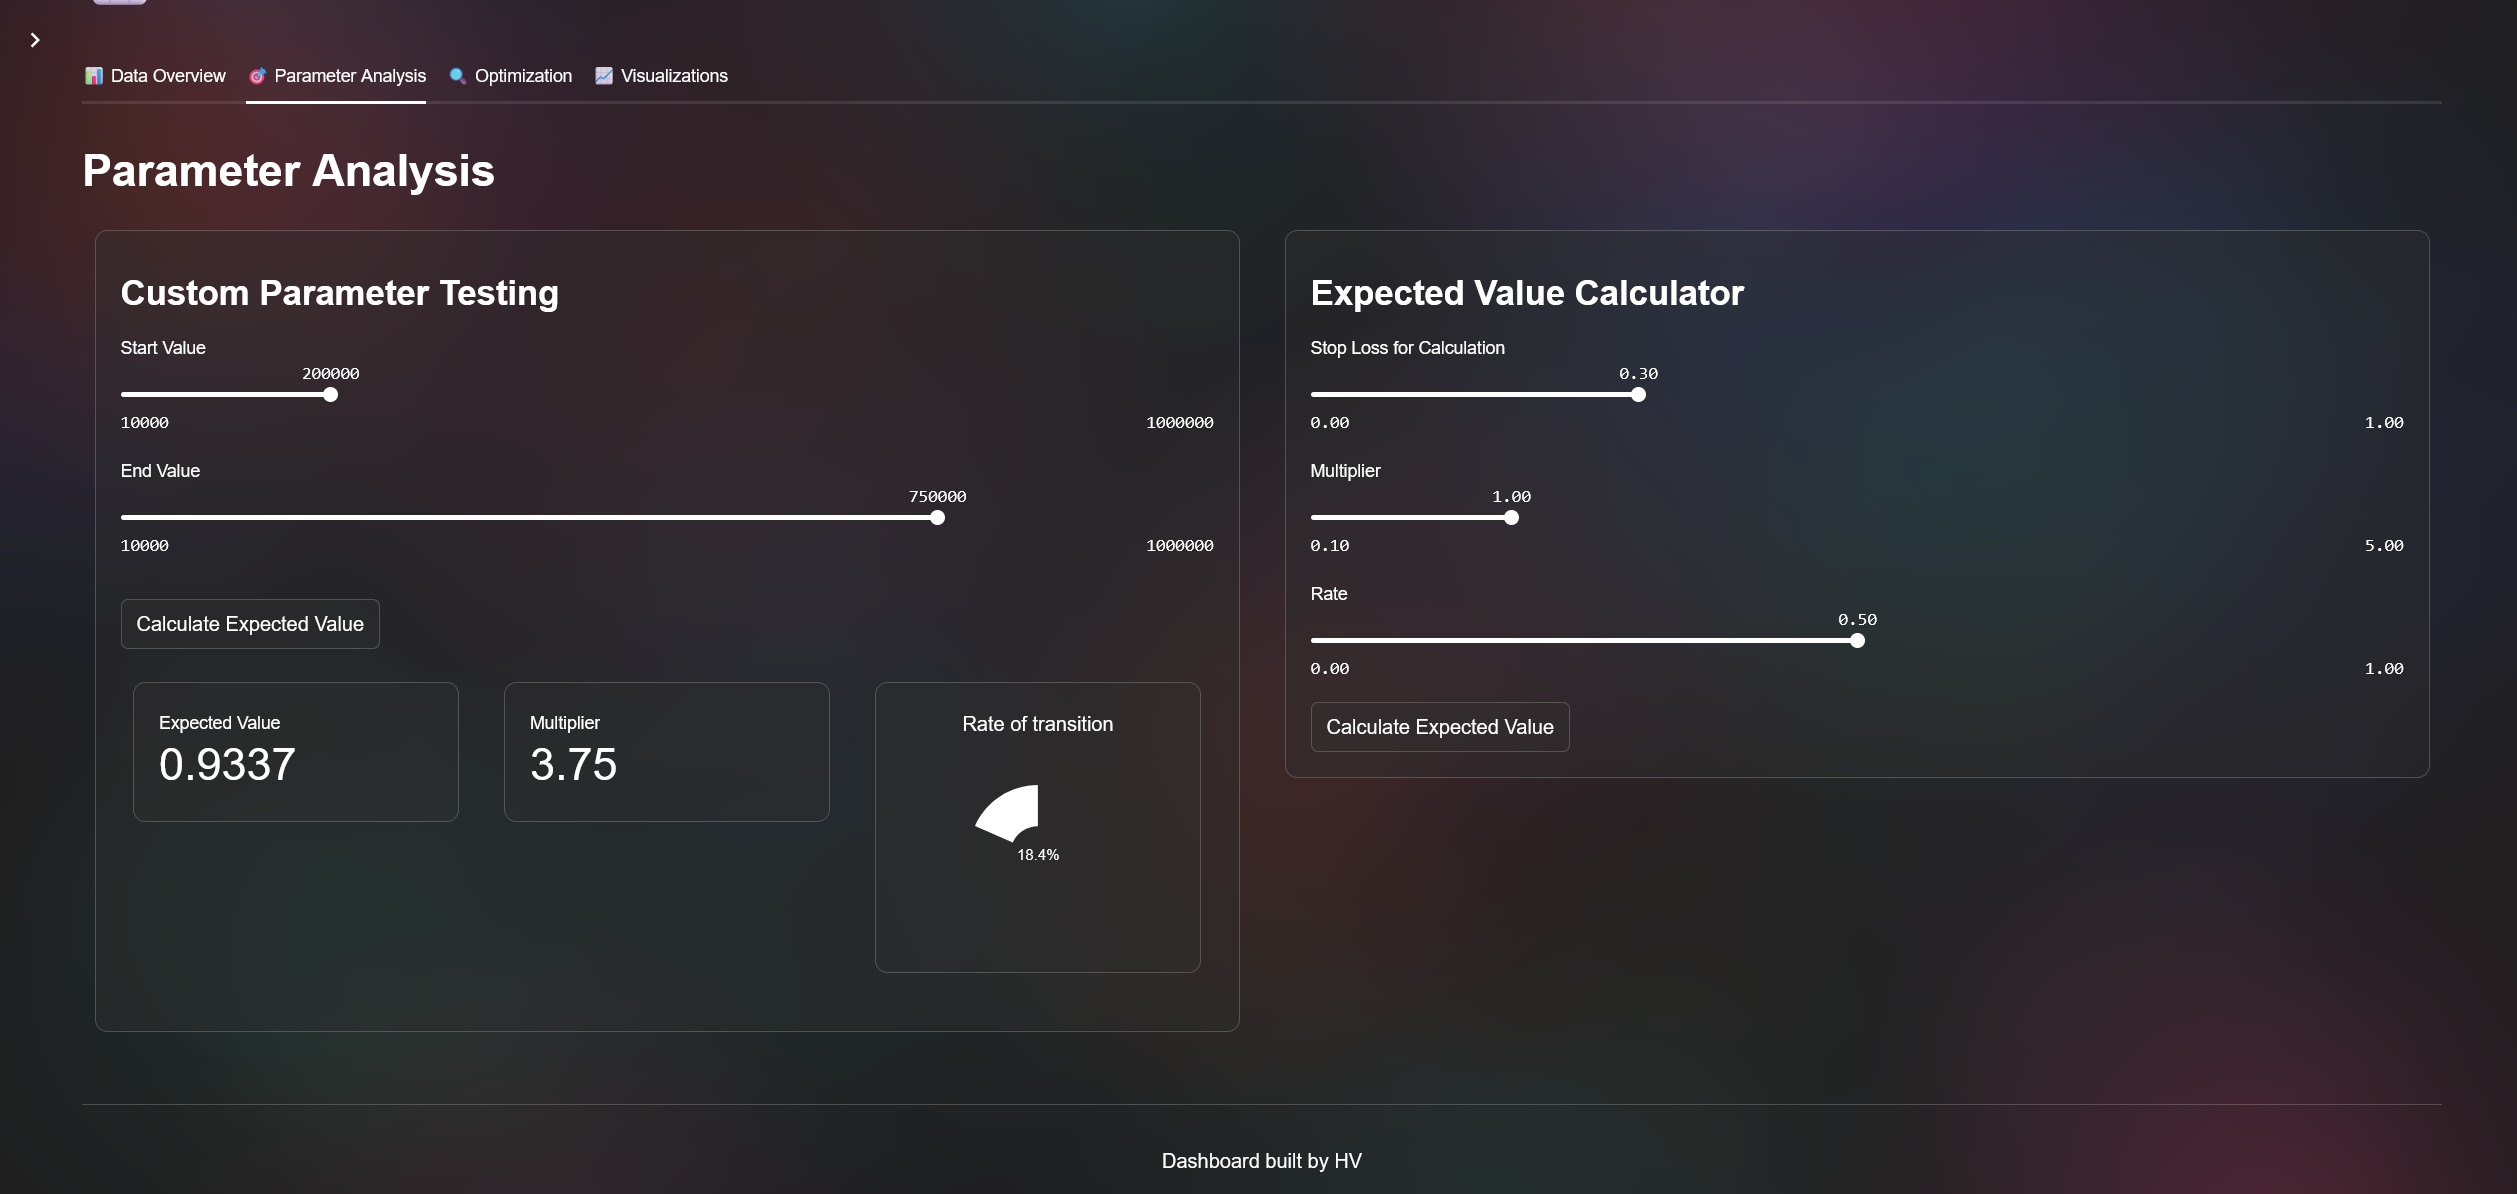 Data Overview
Parameter Analysis
Optimization
Visualizations
Parameter Analysis
Custom Parameter Testing
Start Value
200000
10000
1000000
End Value
750000
10000
1000000
Calculate Expected Value
Expected Value
0.9337
Multiplier
3.75
Rate of transition
18.4%
Expected Value Calculator
Stop Loss for Calculation
0.30
0.00
1.00
Multiplier
1.00
0.10
5.00
Rate
0.50
0.00
1.00
Calculate Expected Value
Dashboard built by HV